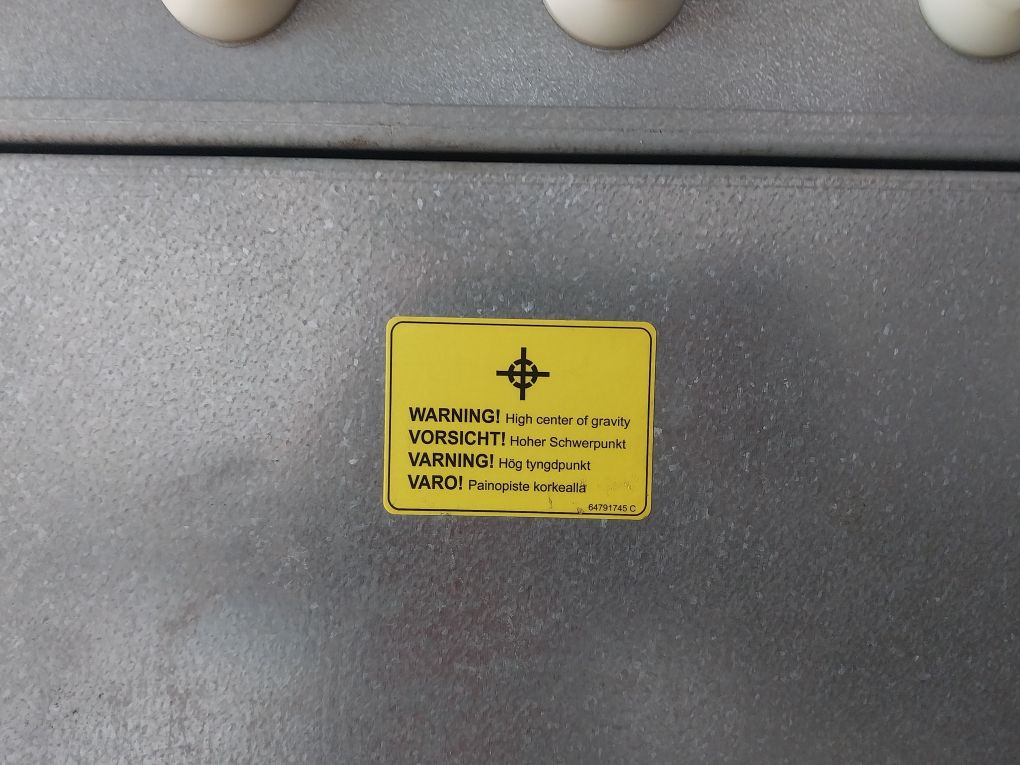 WARNING! High center of gravity
VORSICHT! Hoher Schwerpunkt
VARNING! Hög tyngdpunkt
VARO! Painopiste korkealla
64791745 C